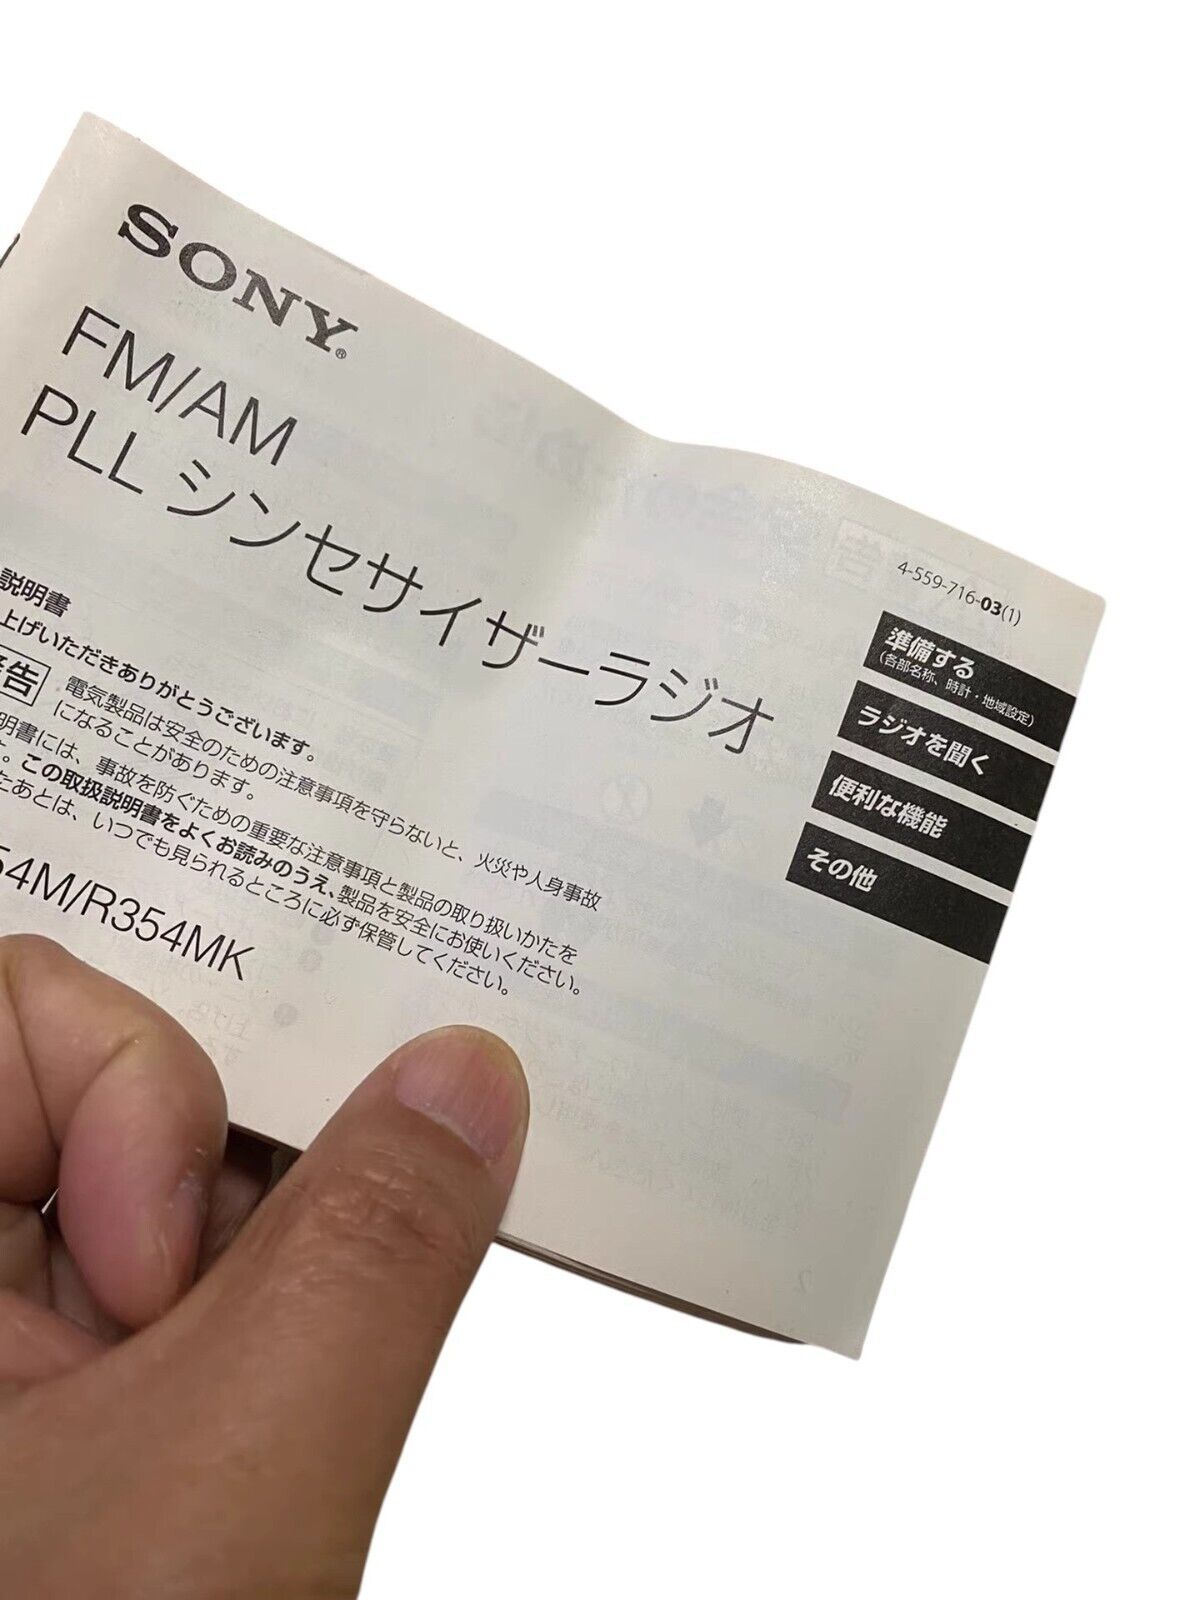 SONY®
FM/AM
PLL シンセサイザーラジオ
4-559-716-03(1)
説明書
上げいただきありがとうございます。
警告
電気製品は安全のための注意事項を守らないと、火災や人身事故
になることがあります。
明書には、事故を防ぐための重要な注意事項と製品の取り扱いかたを
す。この取扱説明書をよくお読みのうえ、製品を安全にお使いください。
たあとは、いつでも見られるところに必ず保管してください。
54M/R354MK
準備する
(各部名称、時計・地域設定)
ラジオを聞く
便利な機能
その他